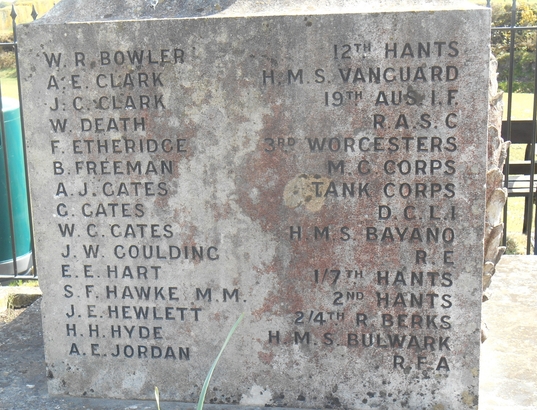 W. R. BOWLER 12TH HANTS
A. E. CLARK H.M.S. VANGUARD
J. C. CLARK 19TH AUS. I.F.
W. DEATH R.A.S.C
F. ETHERIDGE 3RD WORCESTERS
B. FREEMAN M.G. CORPS
A. J. GATES TANK CORPS
G. GATES D.C.L.I
W. C. GATES H.M.S. BAYANO
J. W. GOULDING R.E
E. E. HART 1/7TH HANTS
S. F. HAWKE M.M. 2ND HANTS
J. E. HEWLETT 2/4TH R. BERKS
H. H. HYDE H.M.S. BULWARK
A. E. JORDAN R.F.A